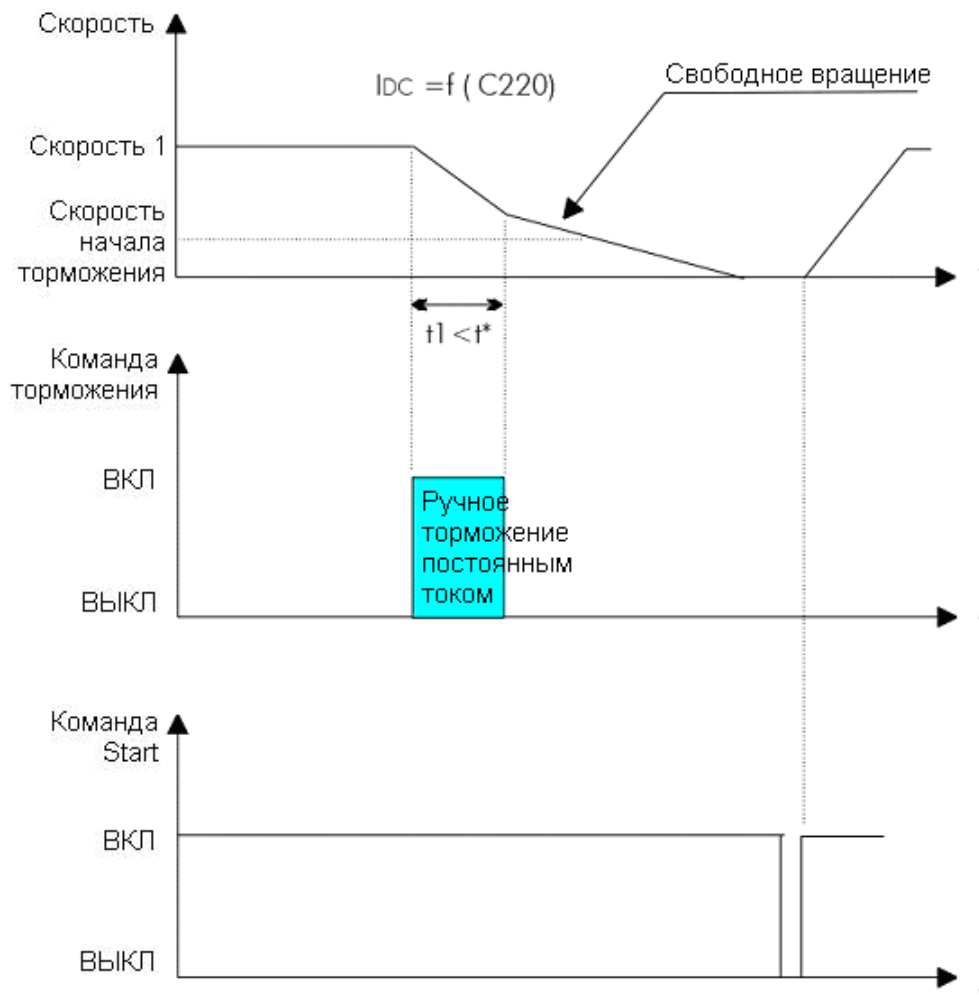 Скорость
IDC =f ( C220)
Свободное вращение
Скорость 1
Скорость
начала
торможения
t1 <t*
Команда
торможения
ВКЛ
Ручное
торможение
постоянным
током
ВЫКЛ
Команда
Start
ВКЛ
ВЫКЛ